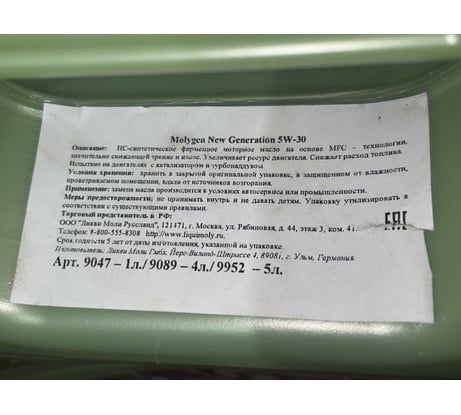 Molygen New Generation 5W-30
Описание: НС-синтетическое фирменное моторное масло на основе MFC – технологии,
значительно снижающей трение и износ. Увеличивает ресурс двигателя. Снижает расход топлива.
Испытано на двигателях с катализатором и турбонаддувом.
Условия хранения: хранить в закрытой оригинальной упаковке, в защищенном от влажности,
проветриваемом помещении, вдали от источников возгорания.
Применение: замена масла производится в автосервисе или промышленности.
Меры предосторожности: не принимать внутрь и не давать детям. Упаковку утилизировать в
соответствии с существующими правилами.
Торговый представитель в РФ:
ООО "Ликви Моли Руссланд", 121471, г. Москва, ул. Рябиновая, д. 44, этаж 3, ком. 41.
Телефон: 8-800-555-8308 http://www.liquimoly.ru
Срок годности 5 лет от даты изготовления, указанной на упаковке.
Изготовитель: Ликви Моли Гмбх. Йерг-Виланд-Штрассе 4, 89081, г. Ульм, Германия.
Арт. 9047 – 1л./ 9089 – 4л./ 9952 – 5л.
EAC